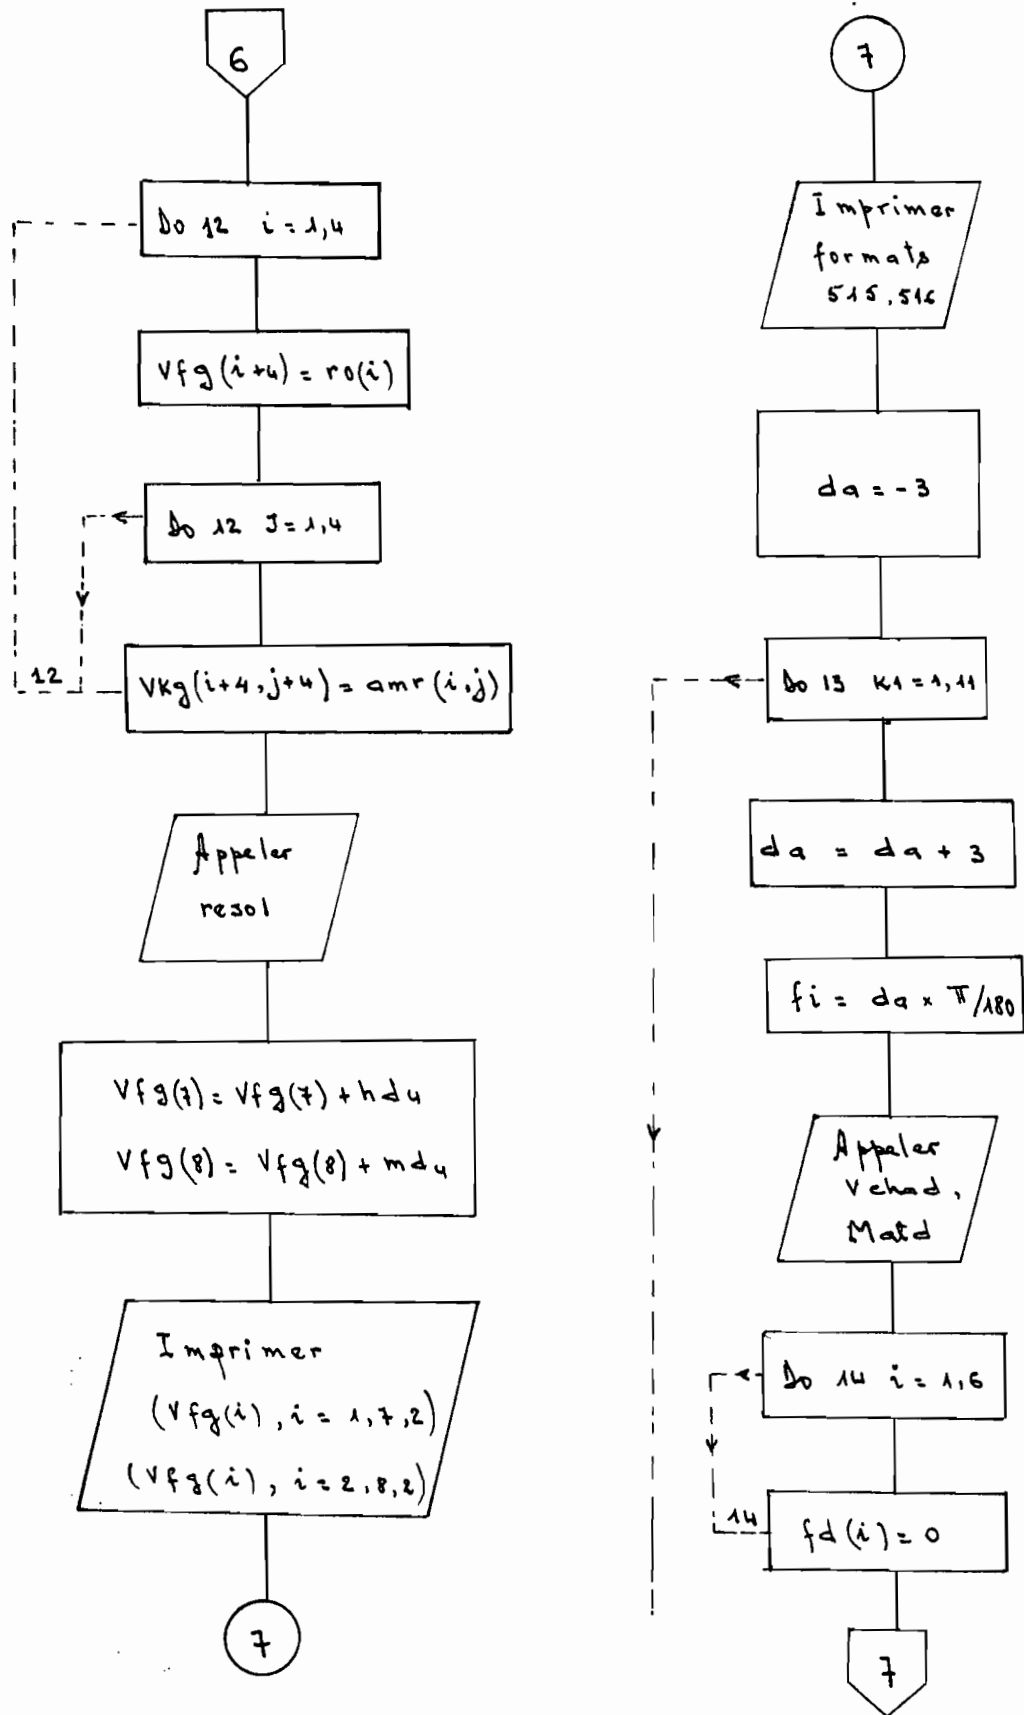 6
Do 12 i = 1,4
Vfg(i+4) = ro(i)
Do 12 J = 1,4
12
Vkg(i+4,j+4) = amr(i,j)
Appeler
resol
Vfg(7) = Vfg(7) + hdu
Vfg(8) = Vfg(8) + mdu
Imprimer
(Vfg(i), i = 1,7,2)
(Vfg(i), i = 2,8,2)
7
7
Imprimer
formats
515,516
da = -3
Do 13 K1 = 1,11
da = da + 3
fi = da × π/180
Appeler
Vchad,
Matd
Do 14 i = 1,6
14
fd(i) = 0
7